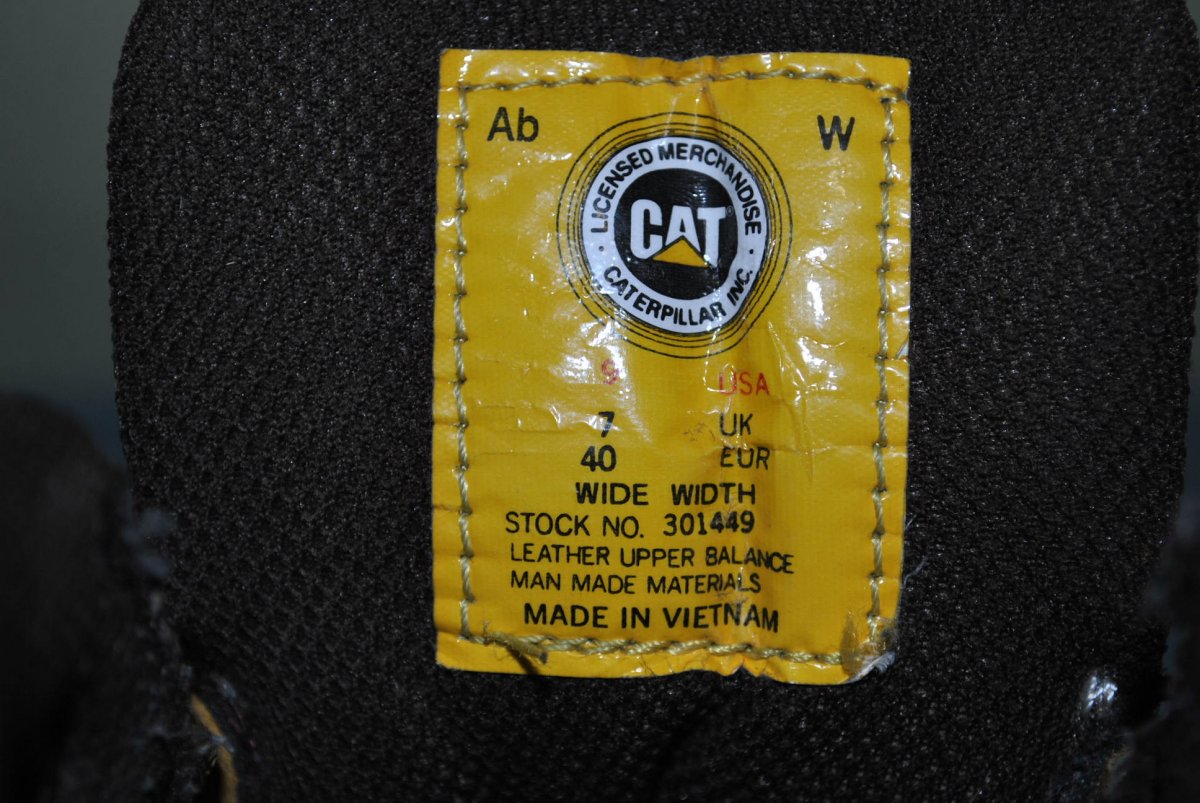 Ab W
LICENSED MERCHANDISE
CAT®
CATERPILLAR INC.
9 USA
7 UK
40 EUR
WIDE WIDTH
STOCK NO. 301449
LEATHER UPPER BALANCE
MAN MADE MATERIALS
MADE IN VIETNAM